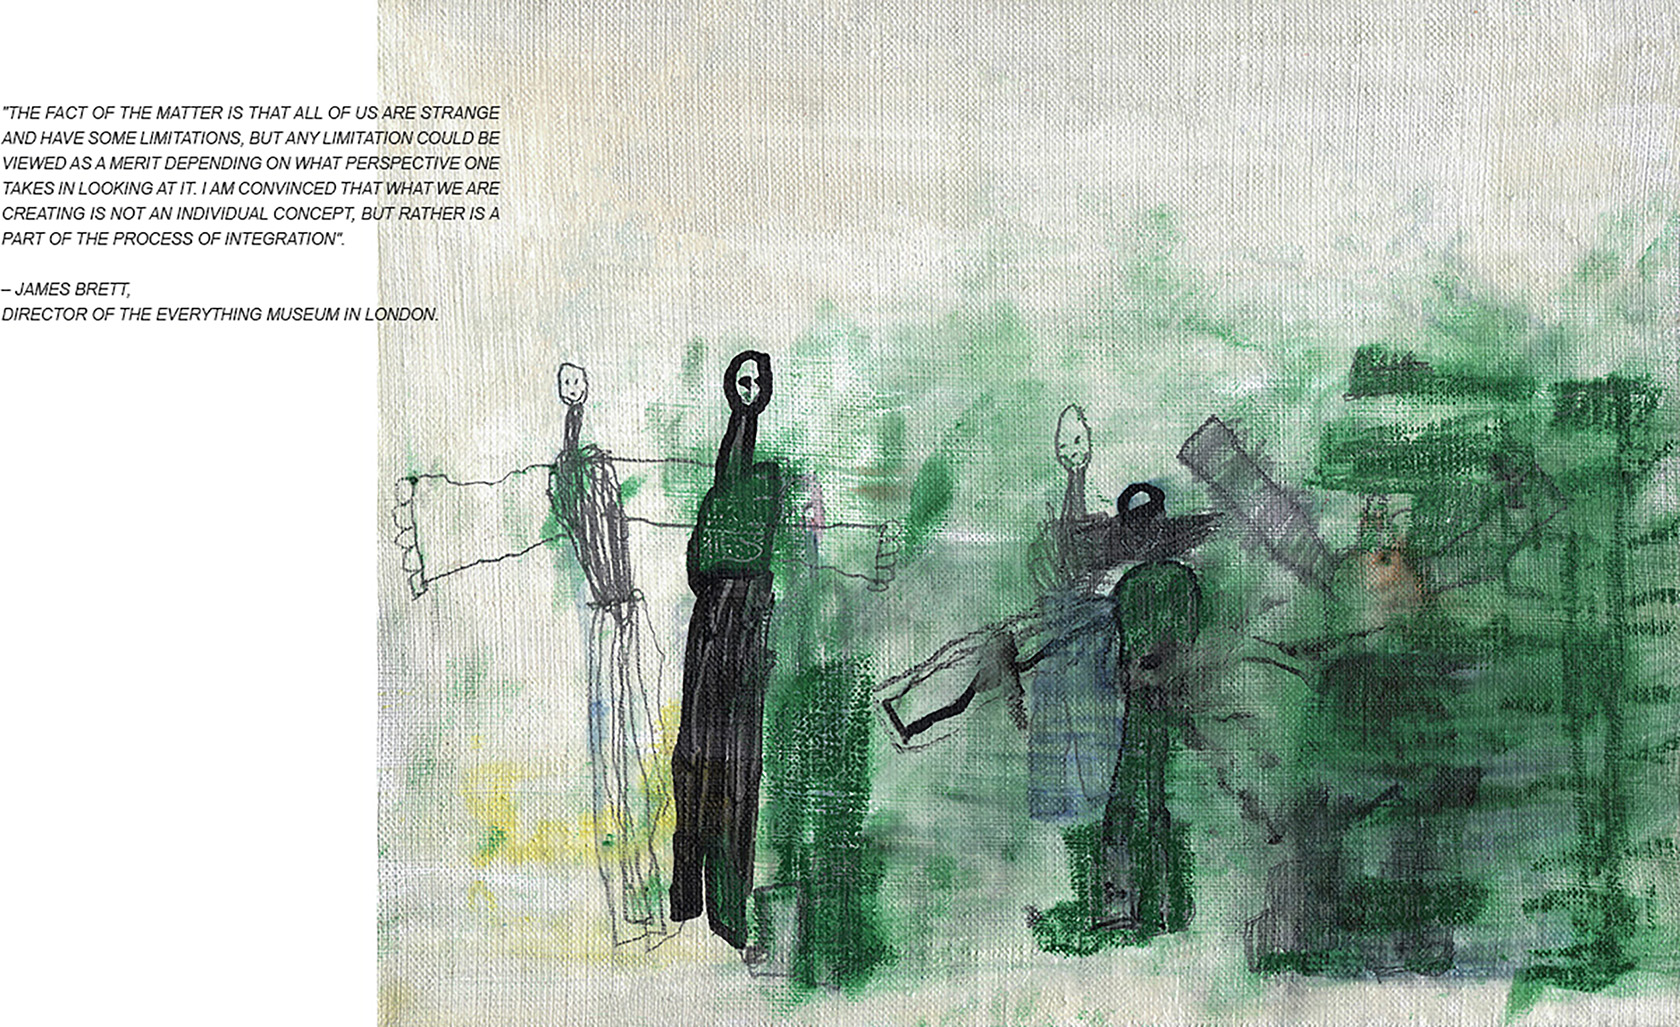 "THE FACT OF THE MATTER IS THAT ALL OF US ARE STRANGE
AND HAVE SOME LIMITATIONS, BUT ANY LIMITATION COULD BE
VIEWED AS A MERIT DEPENDING ON WHAT PERSPECTIVE ONE
TAKES IN LOOKING AT IT. I AM CONVINCED THAT WHAT WE ARE
CREATING IS NOT AN INDIVIDUAL CONCEPT, BUT RATHER IS A
PART OF THE PROCESS OF INTEGRATION".
– JAMES BRETT,
DIRECTOR OF THE EVERYTHING MUSEUM IN LONDON.